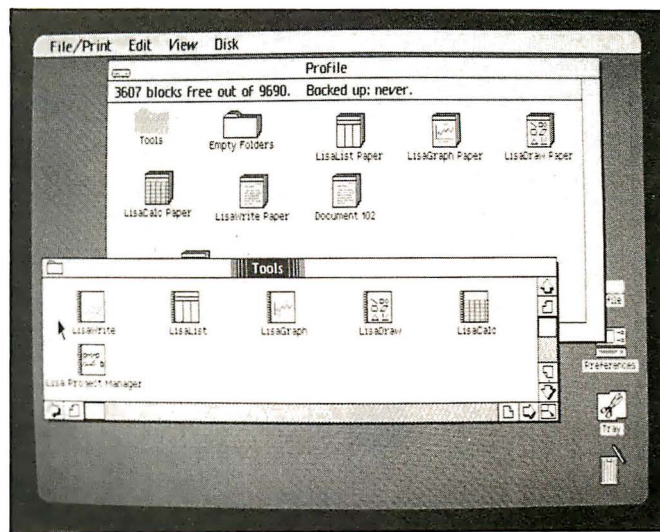 File/Print Edit View Disk
Profile
3607 blocks free out of 9690. Backed up: never.
Tools
Empty Folders
LisaList Paper
LisaGraph Paper
LisaDraw Paper
LisaCalc Paper
LisaWrite Paper
Document 102
Tools
LisaWrite
LisaList
LisaGraph
LisaDraw
LisaCalc
Lisa Project Manager
file
Preferences
Tray